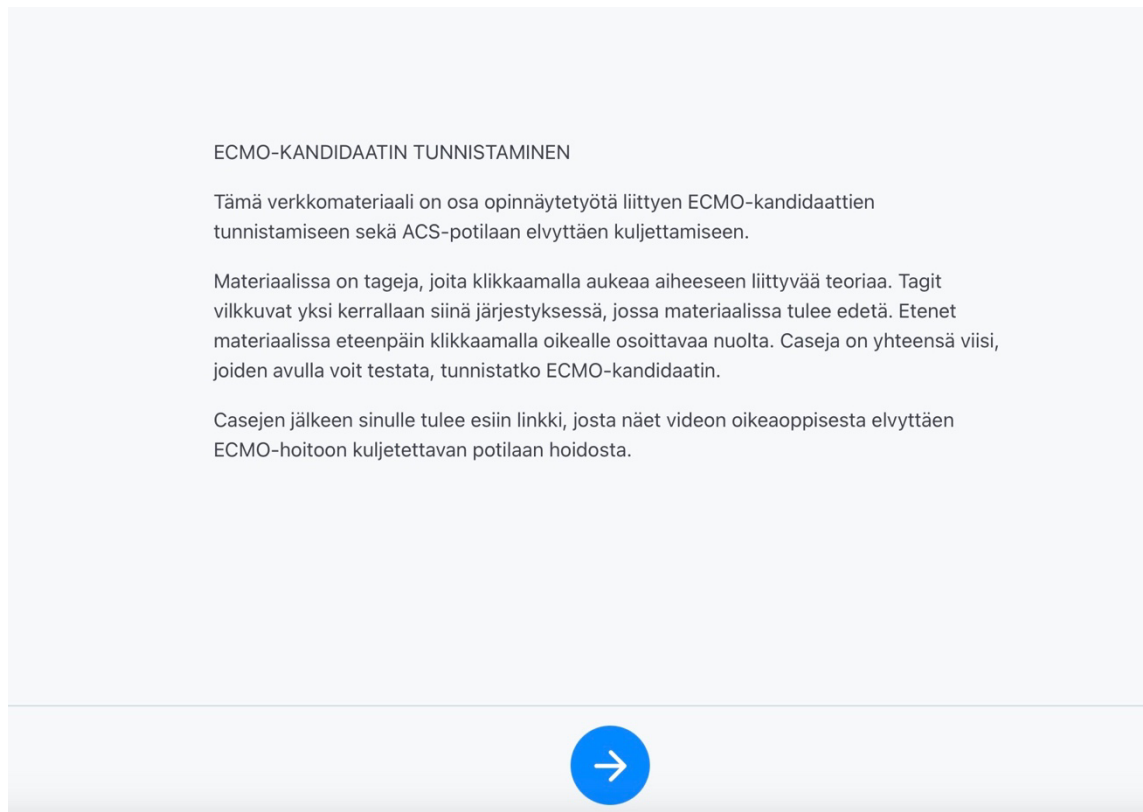 ECMO-KANDIDAATIN TUNNISTAMINEN
Tämä verkkomateriaali on osa opinnäytetyötä liittyen ECMO-kandidaattien
tunnistamiseen sekä ACS-potilaan elvyttäen kuljettamiseen.
Materiaalissa on tageja, joita klikkaamalla aukeaa aiheeseen liittyvää teoriaa. Tagit
vilkkuvat yksi kerrallaan siinä järjestyksessä, jossa materiaalissa tulee edetä. Etenet
materiaalissa eteenpäin klikkaamalla oikealle osoittavaa nuolta. Caseja on yhteensä viisi,
joiden avulla voit testata, tunnistatko ECMO-kandidaatin.
Casejen jälkeen sinulle tulee esiin linkki, josta näet videon oikeaoppisesta elvyttäen
ECMO-hoitoon kuljetettavan potilaan hoidosta.